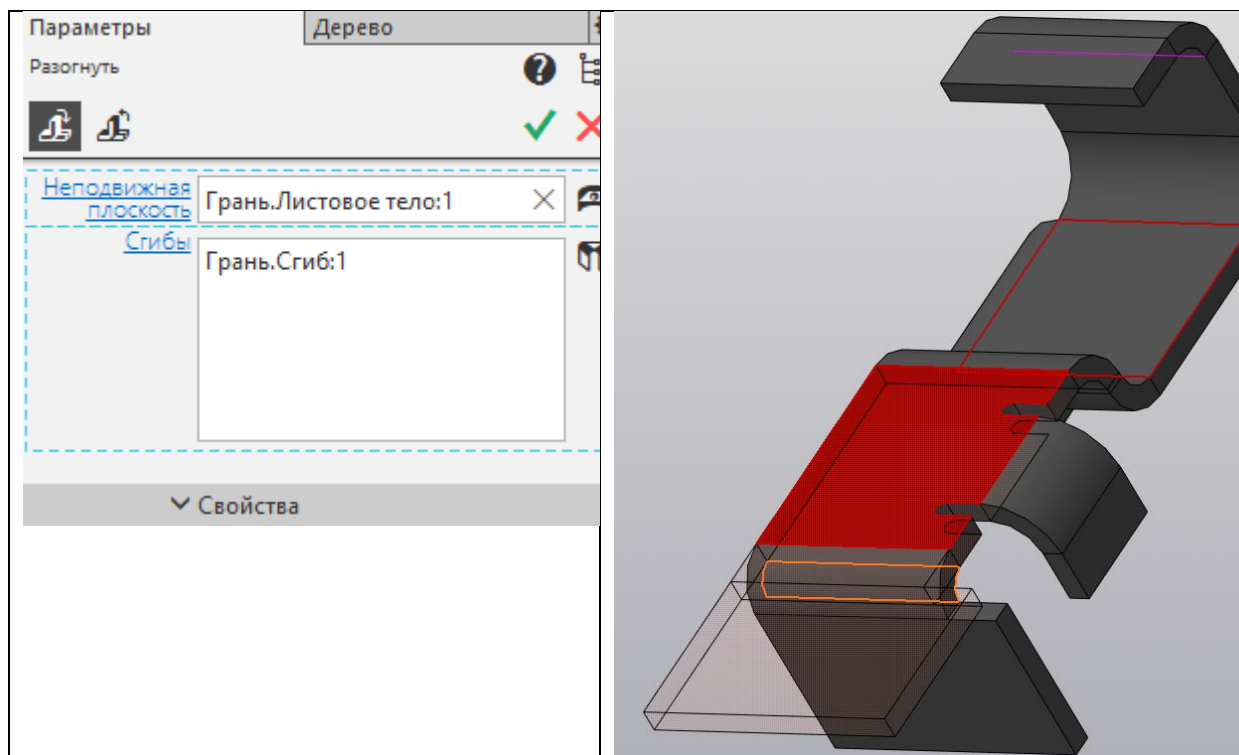 Параметры
Дерево
Разогнуть
Неподвижная
плоскость
Грань.Листовое тело:1
Сгибы
Грань.Сгиб:1
Свойства